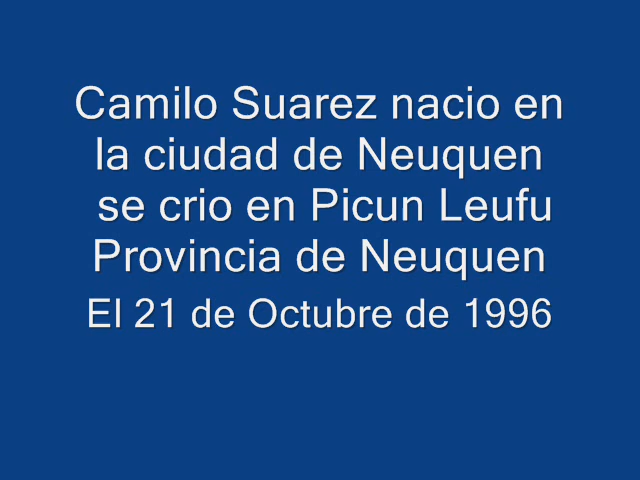 Camilo Suarez nacio en
la ciudad de Neuquen
se crio en Picun Leufu
Provincia de Neuquen
El 21 de Octubre de 1996